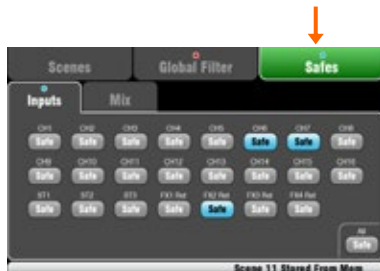 Scenes Global Filter Safes
Inputs Mix
CH1 CH2 CH3 CH4 CH5 CH6 CH7 CH8
Safe Safe Safe Safe Safe Safe Safe Safe
CH9 CH10 CH11 CH12 CH13 CH14 CH15 CH16
Safe Safe Safe Safe Safe Safe Safe Safe
ST1 ST2 ST3 FX1 Ret FX2 Ret FX3 Ret FX4 Ret
Safe Safe Safe Safe Safe Safe Safe
All
Safe
Scene 11 Stored From Mem